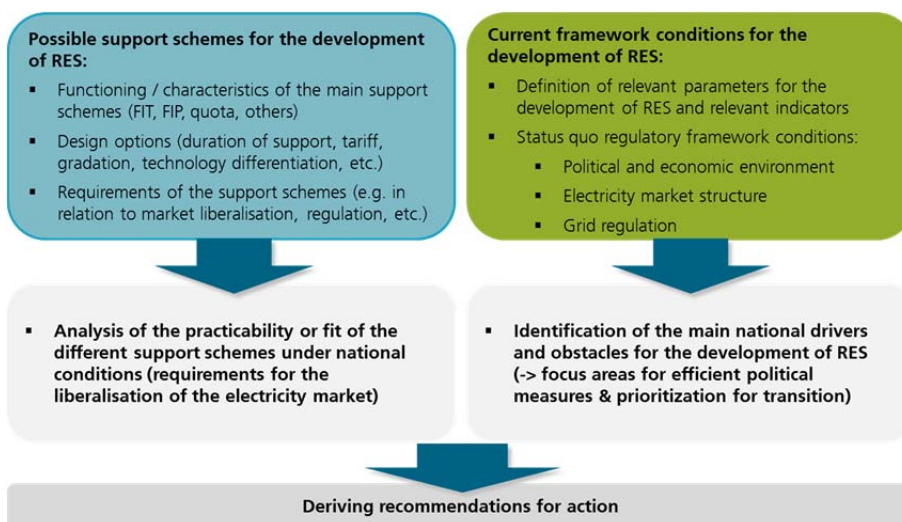 Possible support schemes for the development
of RES:
▪ Functioning / characteristics of the main support
schemes (FIT, FIP, quota, others)
▪ Design options (duration of support, tariff,
gradation, technology differentiation, etc.)
▪ Requirements of the support schemes (e.g. in
relation to market liberalisation, regulation, etc.)
Current framework conditions for the
development of RES:
▪ Definition of relevant parameters for the
development of RES and relevant indicators
▪ Status quo regulatory framework conditions:
▪ Political and economic environment
▪ Electricity market structure
▪ Grid regulation
▪ Analysis of the practicability or fit of the
different support schemes under national
conditions (requirements for the
liberalisation of the electricity market)
▪ Identification of the main national drivers
and obstacles for the development of RES
(-> focus areas for efficient political
measures & prioritization for transition)
Deriving recommendations for action